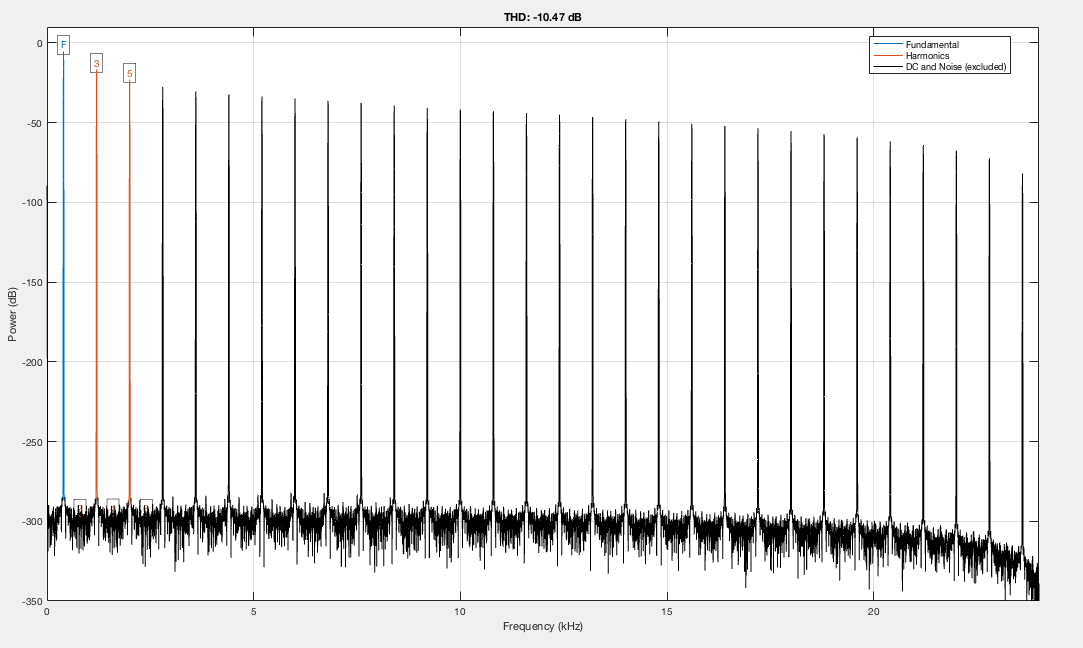 THD: -10.47 dB
F
3
5
Fundamental
Harmonics
DC and Noise (excluded)
0
-50
-100
-150
-200
-250
-300
-350
Power (dB)
0
5
10
15
20
Frequency (kHz)